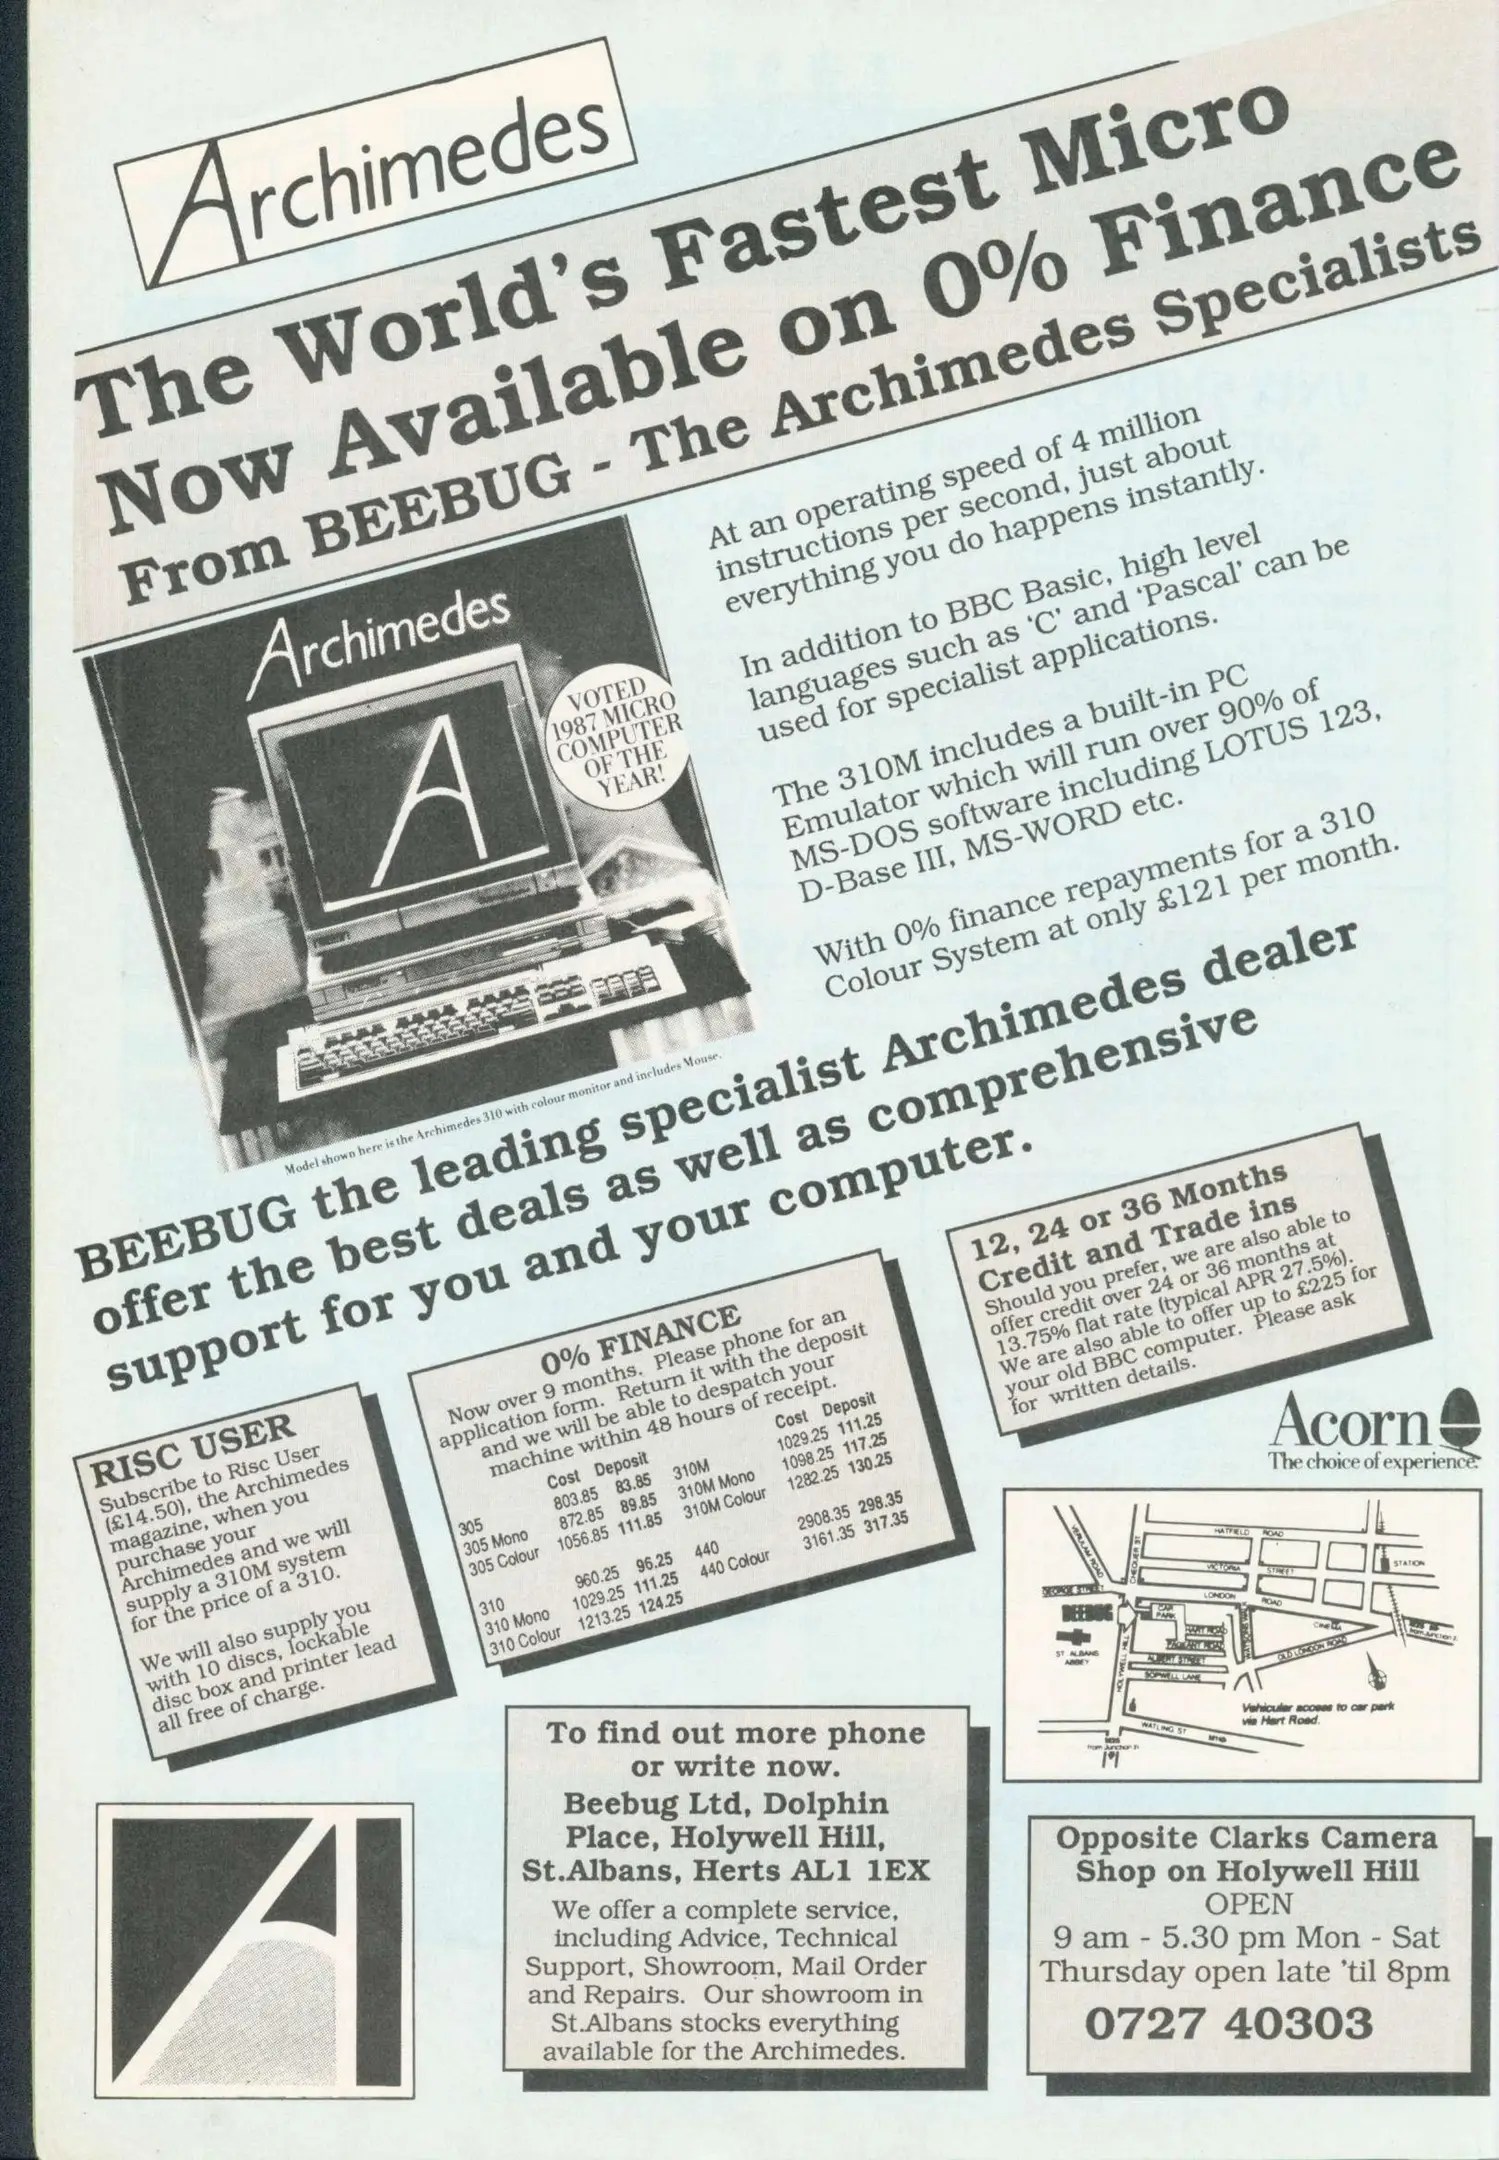 Archimedes
The World's Fastest Micro
Now Available on 0% Finance
From BEEBUG - The Archimedes Specialists
Archimedes
VOTED
1987 MICRO
COMPUTER
OF THE
YEAR!
Model shown here is the Archimedes 310 with colour monitor and includes Mouse.
At an operating speed of 4 million
instructions per second, just about
everything you do happens instantly.
In addition to BBC Basic, high level
languages such as 'C' and 'Pascal' can be
used for specialist applications.
The 310M includes a built-in PC
Emulator which will run over 90% of
MS-DOS software including LOTUS 123,
D-Base III, MS-WORD etc.
With 0% finance repayments for a 310
Colour System at only £121 per month.
BEEBUG the leading specialist Archimedes dealer
offer the best deals as well as comprehensive
support for you and your computer.
12, 24 or 36 Months
Credit and Trade ins
Should you prefer, we are also able to
offer credit over 24 or 36 months at
13.75% flat rate (typical APR 27.5%).
We are also able to offer up to £225 for
your old BBC computer. Please ask
for written details.
0% FINANCE
Now over 9 months. Please phone for an
application form. Return it with the deposit
and we will be able to despatch your
machine within 48 hours of receipt.
Cost Deposit Cost Deposit
305 803.85 83.85 310M 1029.25 111.25
305 Mono 872.85 89.85 310M Mono 1098.25 117.25
305 Colour 1056.85 111.85 310M Colour 1282.25 130.25
310 960.25 96.25 440 2908.35 298.35
310 Mono 1029.25 111.25 440 Colour 3161.35 317.35
310 Colour 1213.25 124.25
RISC USER
Subscribe to Risc User
(£14.50), the Archimedes
magazine, when you
purchase your
Archimedes and we will
supply a 310M system
for the price of a 310.
We will also supply you
with 10 discs, lockable
disc box and printer lead
all free of charge.
Acorn
The choice of experience.
VERULAM ROAD
CHEQUER ST
HATFIELD ROAD
VICTORIA STREET
STATION
GEORGE STREET
LONDON ROAD
BEEBUG
CAR
PARK
CINEMA
HART ROAD
PAGEANT ROAD
ST. ALBANS
ABBEY
HOLYWELL HILL
ALBERT STREET
OLD LONDON ROAD
SOPWELL LANE
Vehicular access to car park
via Hart Road.
WATLING ST
To find out more phone
or write now.
Beebug Ltd, Dolphin
Place, Holywell Hill,
St.Albans, Herts AL1 1EX
We offer a complete service,
including Advice, Technical
Support, Showroom, Mail Order
and Repairs. Our showroom in
St.Albans stocks everything
available for the Archimedes.
Opposite Clarks Camera
Shop on Holywell Hill
OPEN
9 am - 5.30 pm Mon - Sat
Thursday open late 'til 8pm
0727 40303